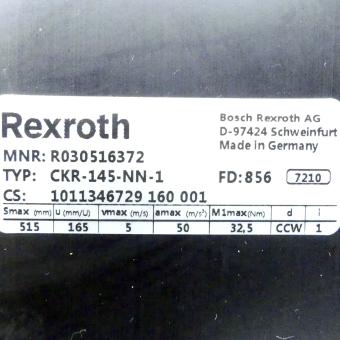 Rexroth
Bosch Rexroth AG
D-97424 Schweinfurt
Made in Germany
MNR: R030516372
TYP: CKR-145-NN-1 FD: 856 7210
CS: 1011346729 160 001
Smax (mm) u (mm/U) vmax (m/s) amax (m/s²) M1max(Nm) d i
515 165 5 50 32,5 CCW 1